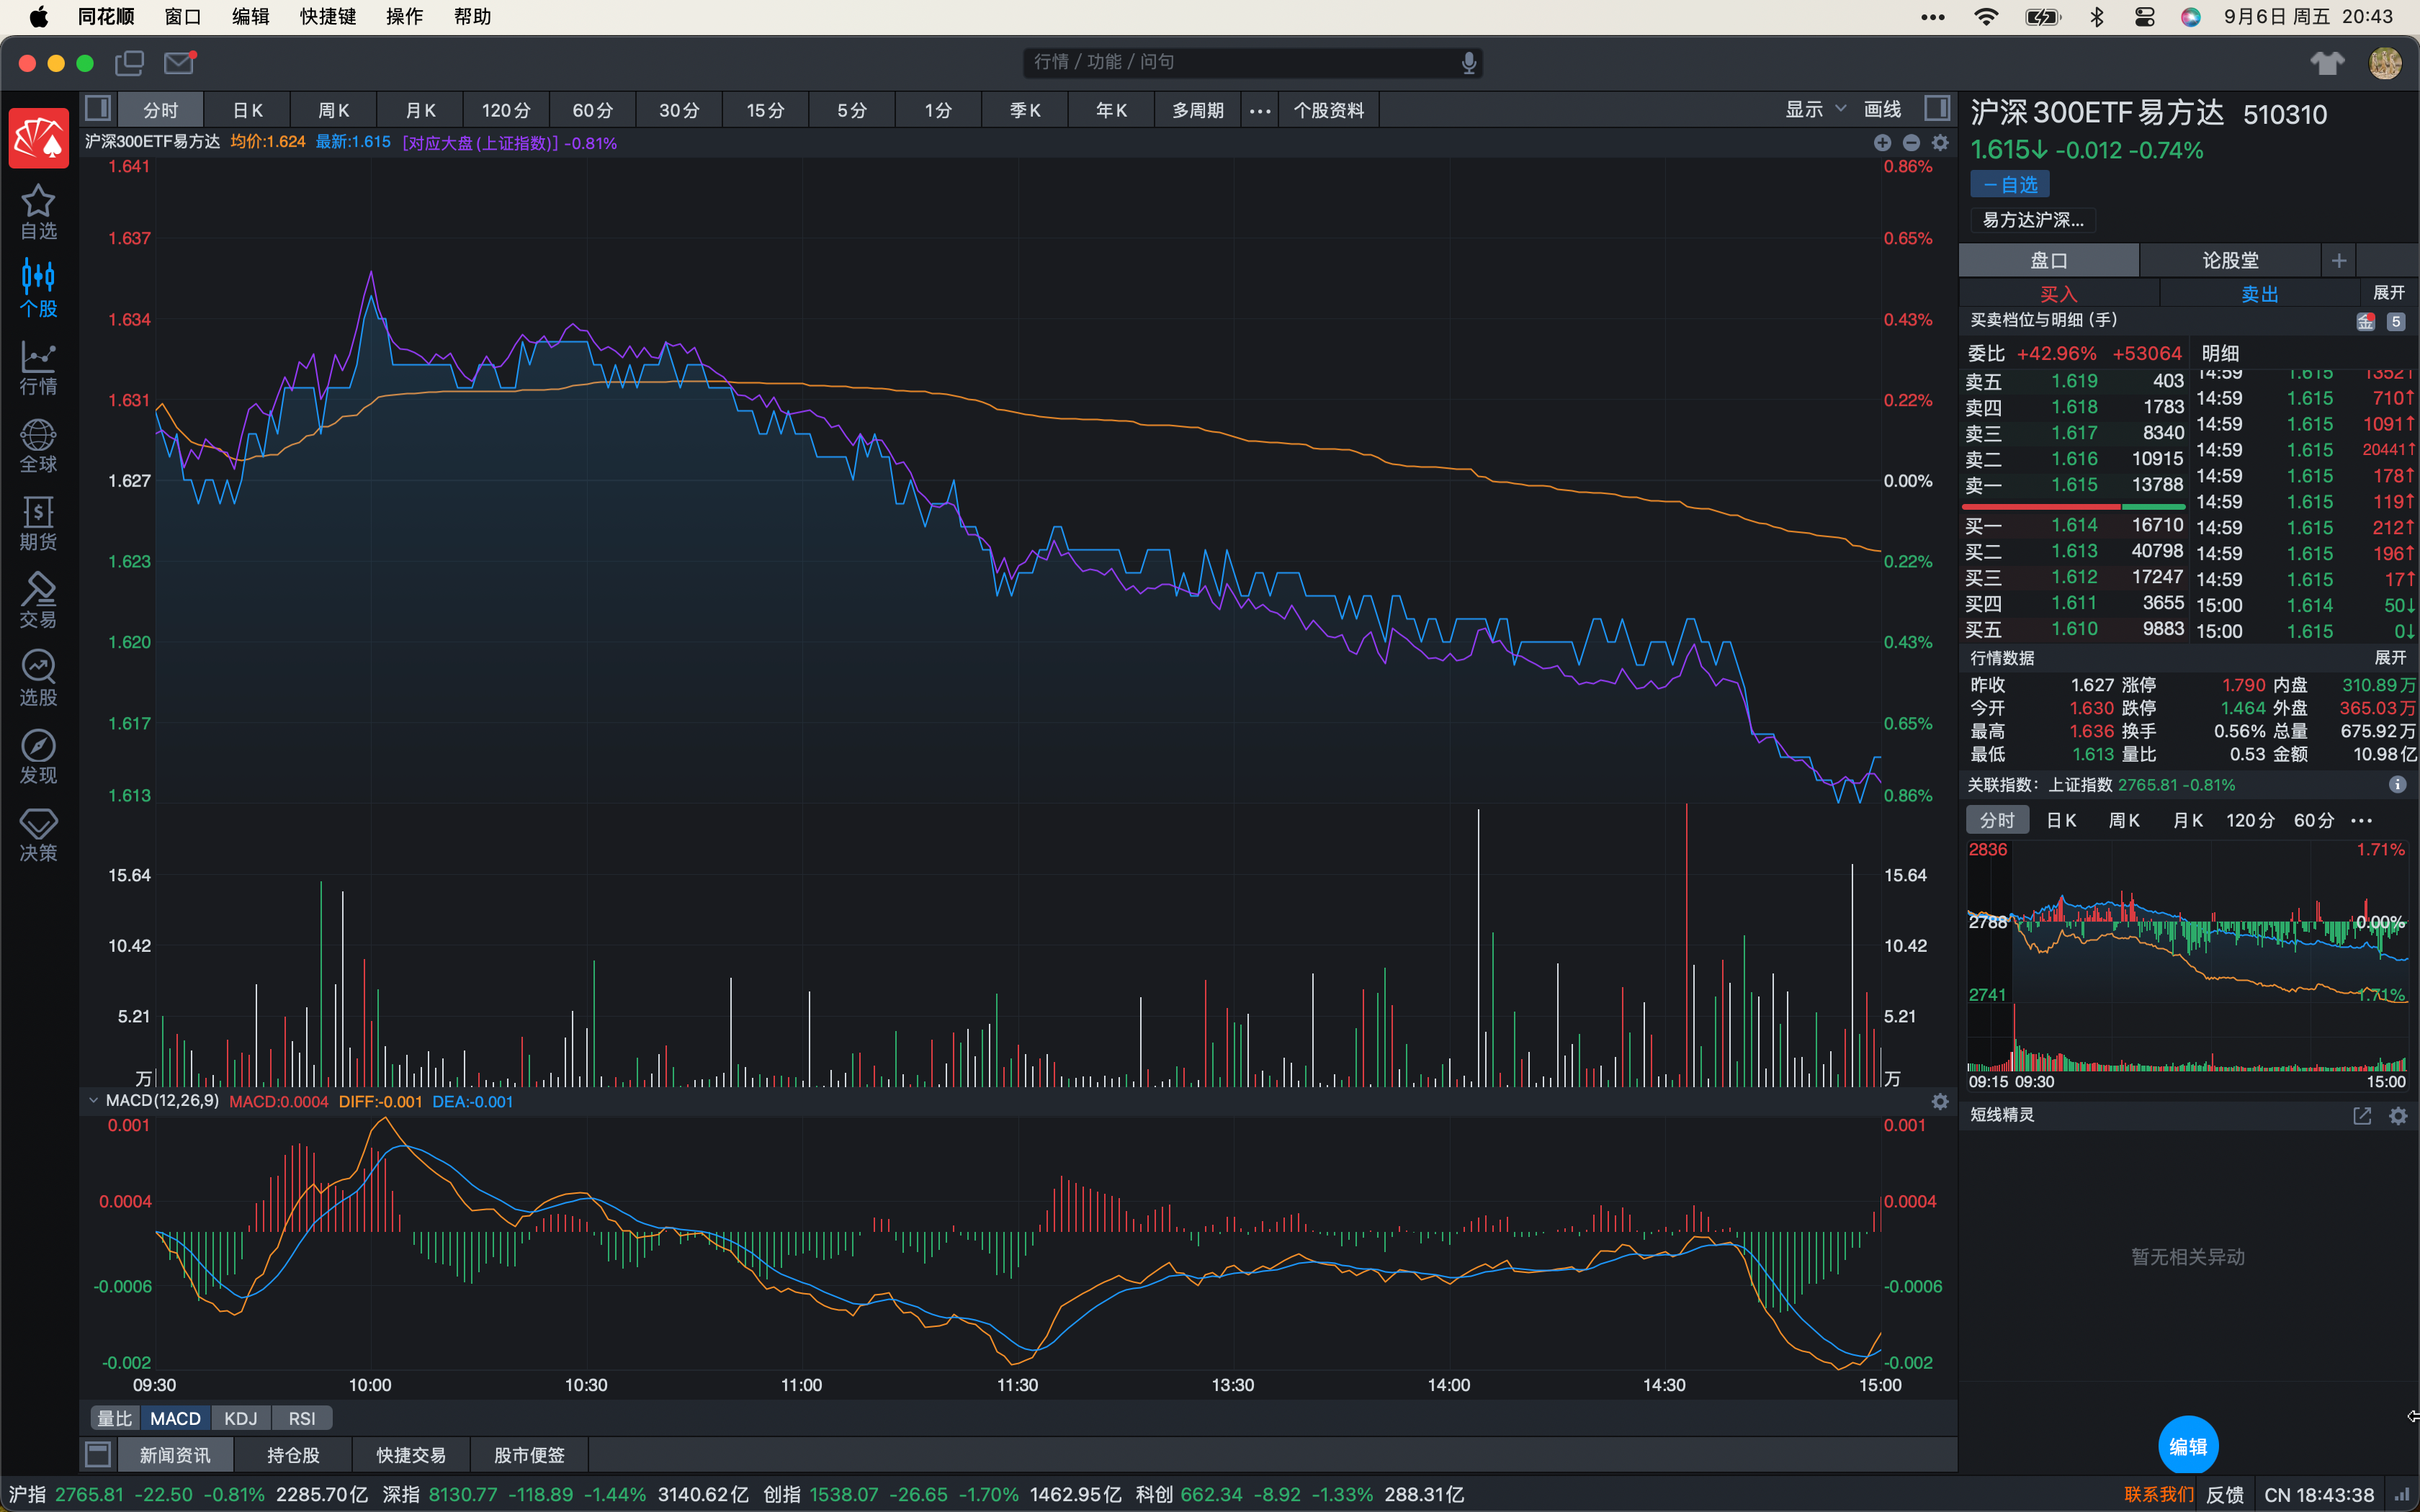 同花顺 窗口 编辑 快捷键 操作 帮助 9月6日 周五 20:43
行情 / 功能 / 问句
分时 日K 周K 月K 120分 60分 30分 15分 5分 1分 季K 年K 多周期 个股资料 显示 画线
沪深300ETF易方达 均价:1.624 最新:1.615 [对应大盘(上证指数)] -0.81%
自选
个股
行情
全球
期货
交易
选股
发现
决策
1.641 0.86%
1.637 0.65%
1.634 0.43%
1.631 0.22%
1.627 0.00%
1.623 0.22%
1.620 0.43%
1.617 0.65%
1.613 0.86%
15.64 15.64
10.42 10.42
5.21 5.21
万 万
MACD(12,26,9) MACD:0.0004 DIFF:-0.001 DEA:-0.001
0.001 0.001
0.0004 0.0004
-0.0006 -0.0006
-0.002 -0.002
09:30 10:00 10:30 11:00 11:30 13:30 14:00 14:30 15:00
量比 MACD KDJ RSI
新闻资讯 持仓股 快捷交易 股市便签
沪深300ETF易方达 510310
1.615↓ -0.012 -0.74%
一自选
易方达沪深...
盘口 论股堂 +
买入 卖出 展开
买卖档位与明细 (手) 5
委比 +42.96% +53064 明细
卖五 1.619 403
卖四 1.618 1783
卖三 1.617 8340
卖二 1.616 10915
卖一 1.615 13788
买一 1.614 16710
买二 1.613 40798
买三 1.612 17247
买四 1.611 3655
买五 1.610 9883
14:59 1.615 1352↑
14:59 1.615 710↑
14:59 1.615 1091↑
14:59 1.615 20441↑
14:59 1.615 178↑
14:59 1.615 119↑
14:59 1.615 212↑
14:59 1.615 196↑
14:59 1.615 17↑
15:00 1.614 50↓
15:00 1.615 0↓
行情数据 展开
昨收 1.627 涨停 1.790 内盘 310.89万
今开 1.630 跌停 1.464 外盘 365.03万
最高 1.636 换手 0.56% 总量 675.92万
最低 1.613 量比 0.53 金额 10.98亿
关联指数: 上证指数 2765.81 -0.81%
分时 日K 周K 月K 120分 60分
2836 1.71%
2788 0.00%
2741 1.71%
09:15 09:30 15:00
短线精灵
暂无相关异动
编辑
沪指 2765.81 -22.50 -0.81% 2285.70亿 深指 8130.77 -118.89 -1.44% 3140.62亿 创指 1538.07 -26.65 -1.70% 1462.95亿 科创 662.34 -8.92 -1.33% 288.31亿 联系我们 反馈 CN 18:43:38